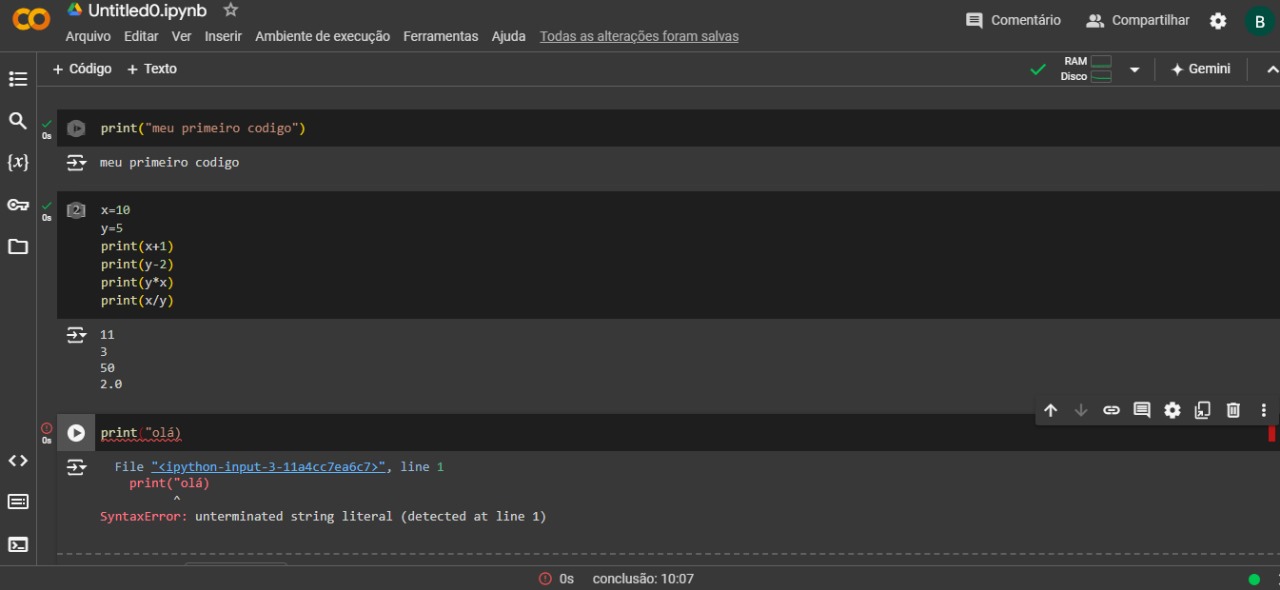 CO Untitled0.ipynb
Comentário Compartilhar B
Arquivo Editar Ver Inserir Ambiente de execução Ferramentas Ajuda Todas as alterações foram salvas
+ Código + Texto
RAM
Disco
Gemini
print("meu primeiro codigo")
0s
meu primeiro codigo
{x}
[2] x=10
0s
y=5
print(x+1)
print(y-2)
print(y*x)
print(x/y)
11
3
50
2.0
print("olá)
0s
File "<ipython-input-3-11a4cc7ea6c7>", line 1
print("olá)
^
SyntaxError: unterminated string literal (detected at line 1)
0s conclusão: 10:07